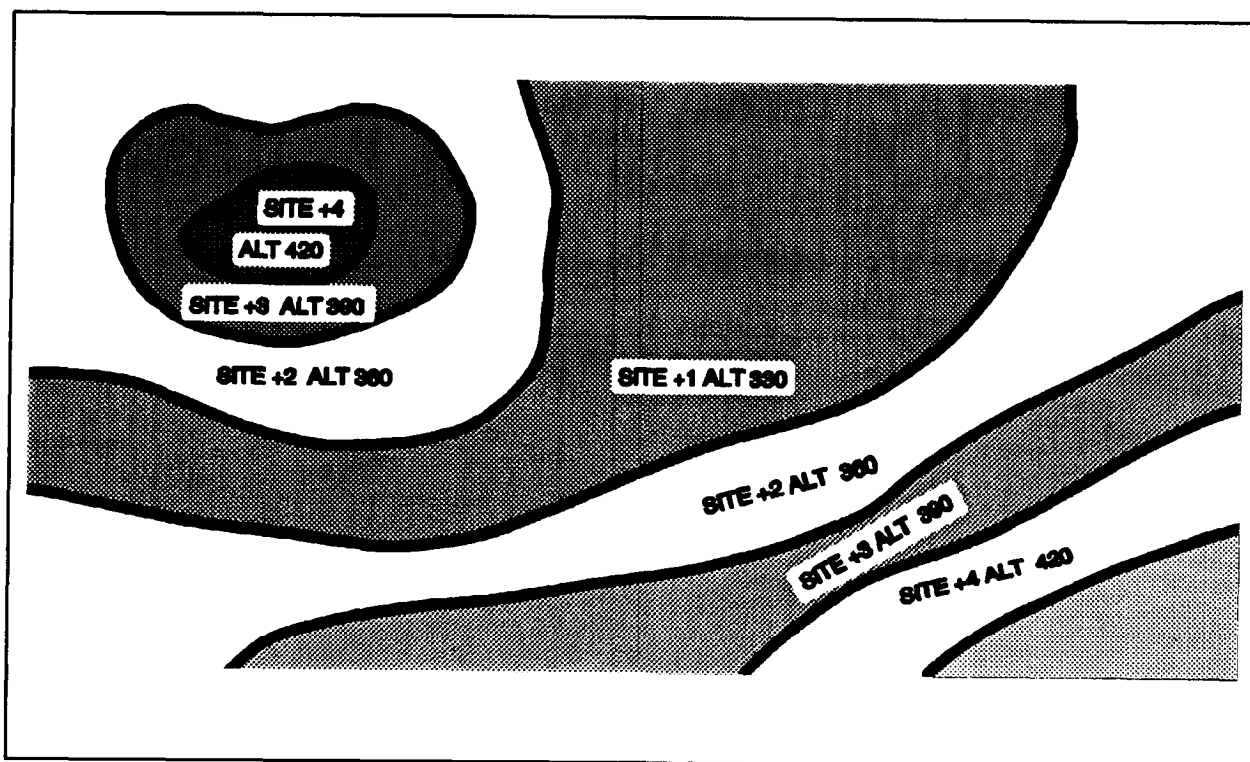 SITE +4
ALT 420
SITE +3 ALT 390
SITE +2 ALT 360
SITE +1 ALT 330
SITE +2 ALT 360
SITE +3 ALT 390
SITE +4 ALT 420